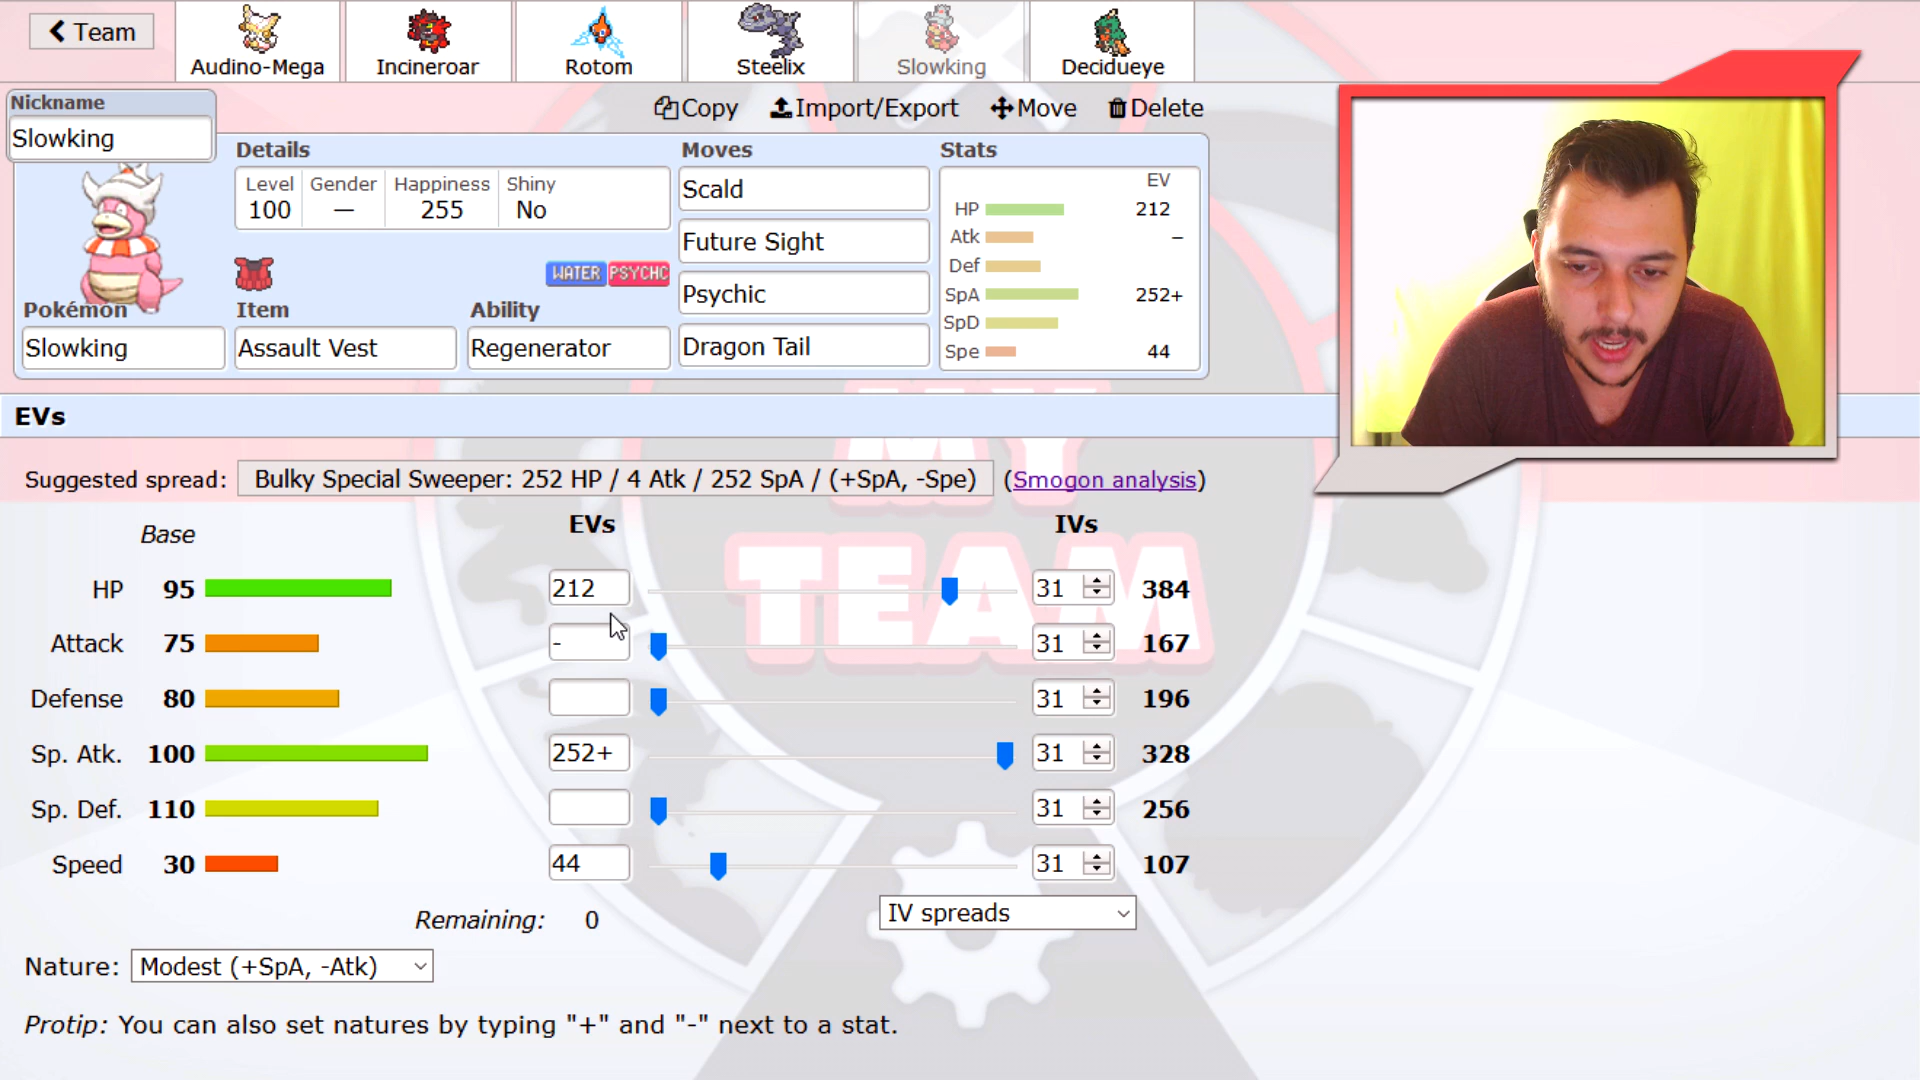 Team
Audino-Mega
Incineroar
Rotom
Steelix
Slowking
Decidueye
Nickname
Slowking
Copy
Import/Export
Move
Delete
Details
Level
Gender
Happiness
Shiny
100
—
255
No
WATER
PSYCHC
Pokémon
Item
Ability
Slowking
Assault Vest
Regenerator
Moves
Scald
Future Sight
Psychic
Dragon Tail
Stats
EV
HP 212
Atk –
Def
SpA 252+
SpD
Spe 44
EVs
Suggested spread: Bulky Special Sweeper: 252 HP / 4 Atk / 252 SpA / (+SpA, -Spe) (Smogon analysis)
Base EVs IVs
HP 95 212 31 384
Attack 75 - 31 167
Defense 80 31 196
Sp. Atk. 100 252+ 31 328
Sp. Def. 110 31 256
Speed 30 44 31 107
Remaining: 0
IV spreads
Nature: Modest (+SpA, -Atk)
Protip: You can also set natures by typing "+" and "-" next to a stat.
MY
TEAM